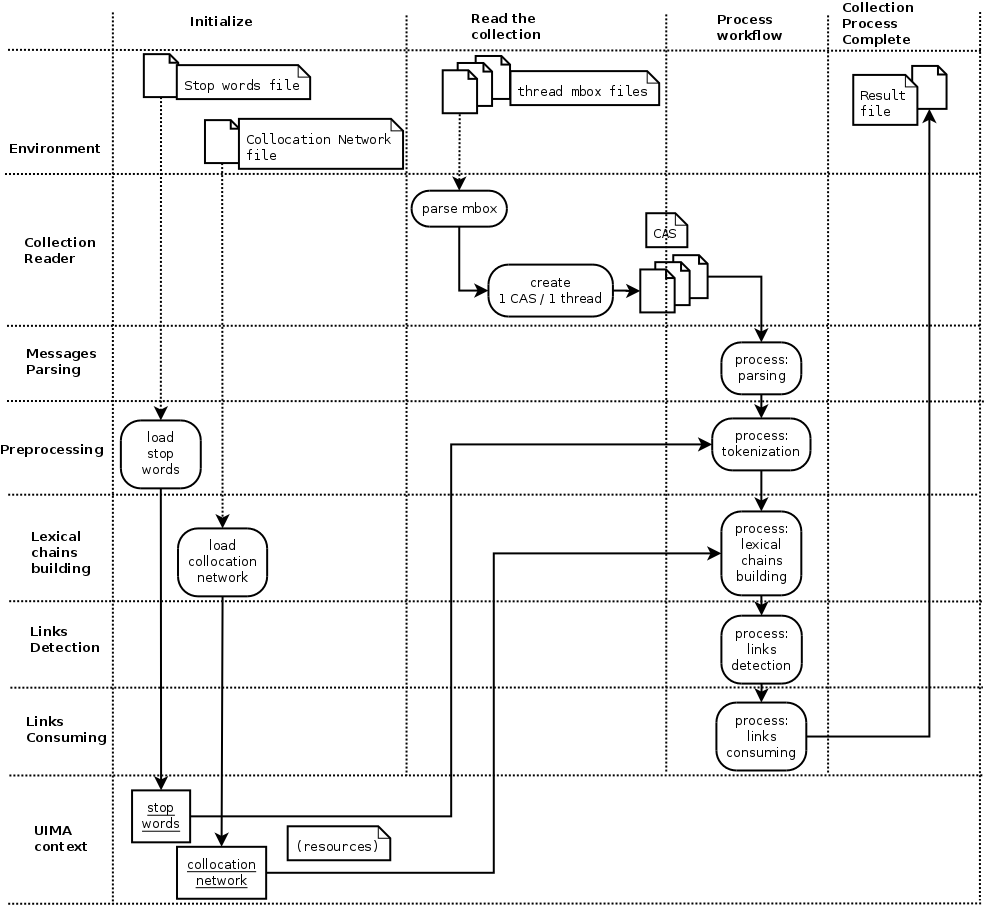 Initialize
Read the
collection
Process
workflow
Collection
Process
Complete
Environment
Stop words file
Collocation Network
file
thread mbox files
Result
file
Collection
Reader
parse mbox
create
1 CAS / 1 thread
CAS
Messages
Parsing
process:
parsing
Preprocessing
load
stop
words
process:
tokenization
Lexical
chains
building
load
collocation
network
process:
lexical
chains
building
Links
Detection
process:
links
detection
Links
Consuming
process:
links
consuming
UIMA
context
stop
words
collocation
network
(resources)